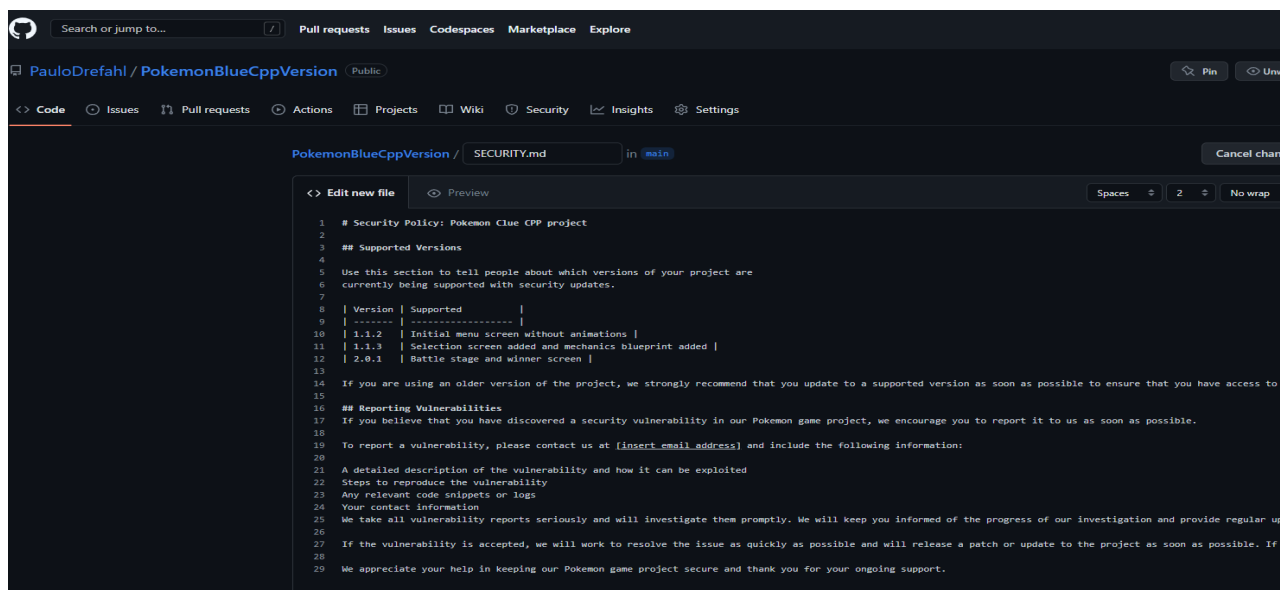 Search or jump to... /
Pull requests Issues Codespaces Marketplace Explore
PauloDrefahl / PokemonBlueCppVersion Public
Pin
<> Code Issues Pull requests Actions Projects Wiki Security Insights Settings
PokemonBlueCppVersion / SECURITY.md in main
Cancel
<> Edit new file Preview
Spaces 2 No wrap
1 # Security Policy: Pokemon Clue CPP project
2
3 ## Supported Versions
4
5 Use this section to tell people about which versions of your project are
6 currently being supported with security updates.
7
8 | Version | Supported          |
9 | ------- | ------------------ |
10 | 1.1.2   | Initial menu screen without animations |
11 | 1.1.3   | Selection screen added and mechanics blueprint added |
12 | 2.0.1   | Battle stage and winner screen |
13
14 If you are using an older version of the project, we strongly recommend that you update to a supported version as soon as possible to ensure that you have access to
15
16 ## Reporting Vulnerabilities
17 If you believe that you have discovered a security vulnerability in our Pokemon game project, we encourage you to report it to us as soon as possible.
18
19 To report a vulnerability, please contact us at [insert email address] and include the following information:
20
21 A detailed description of the vulnerability and how it can be exploited
22 Steps to reproduce the vulnerability
23 Any relevant code snippets or logs
24 Your contact information
25 We take all vulnerability reports seriously and will investigate them promptly. We will keep you informed of the progress of our investigation and provide regular
26
27 If the vulnerability is accepted, we will work to resolve the issue as quickly as possible and will release a patch or update to the project as soon as possible. If
28
29 We appreciate your help in keeping our Pokemon game project secure and thank you for your ongoing support.